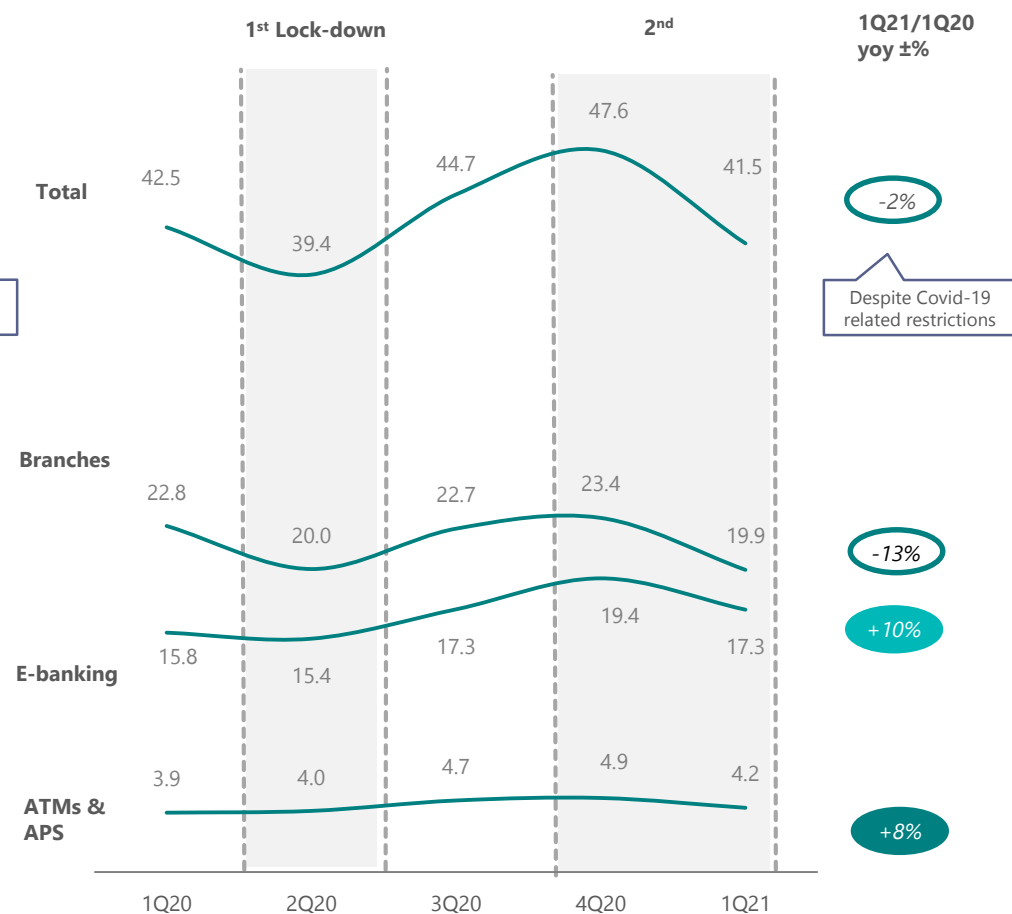 1st Lock-down
2nd
1Q21/1Q20
yoy ±%
47.6
44.7
41.5
42.5
Total
-2%
39.4
Despite Covid-19
related restrictions
Branches
22.8
22.7
23.4
20.0
19.9
-13%
19.4
+10%
15.8
17.3
17.3
E-banking
15.4
3.9
4.0
4.7
4.9
4.2
ATMs &
APS
+8%
1Q20
2Q20
3Q20
4Q20
1Q21